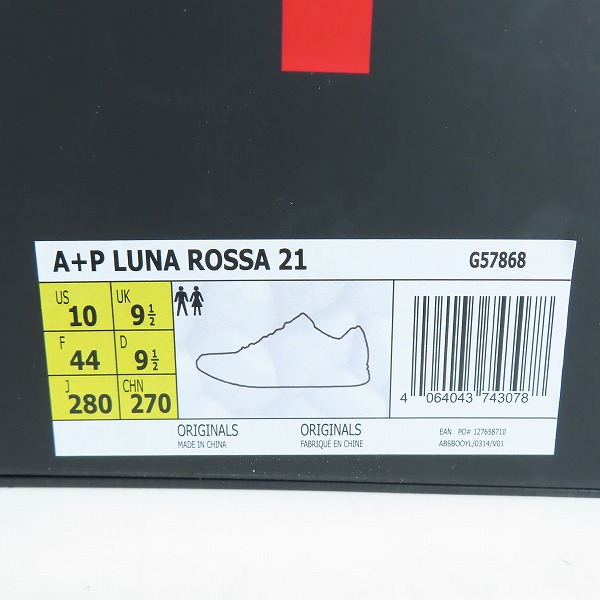 A+P LUNA ROSSA 21
G57868
US 10
UK 9½
F 44
D 9½
J 280
CHN 270
ORIGINALS
MADE IN CHINA
ORIGINALS
FABRIQUÉ EN CHINE
4 064043 743078
EAN PO# 127658710
ABSBOOYL/0314/V01